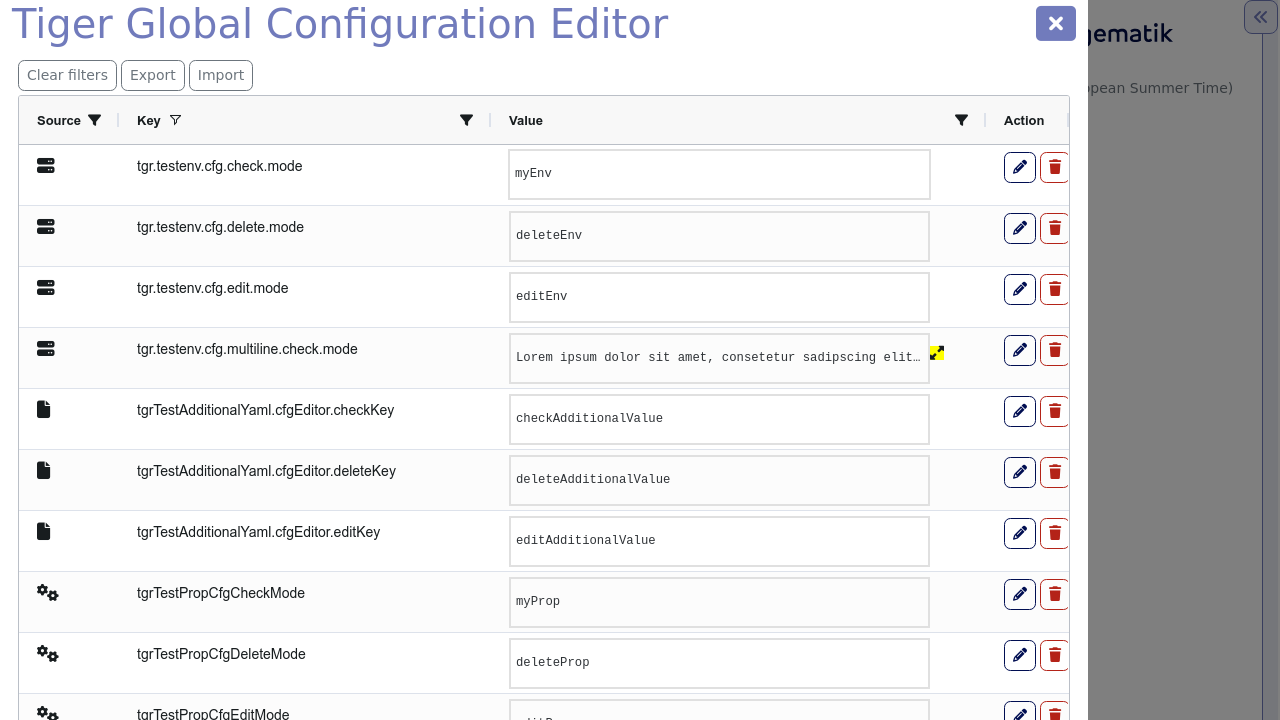 Tiger Global Configuration Editor
gematik
Clear filters Export Import
opean Summer Time)
Source Key Value Action
tgr.testenv.cfg.check.mode myEnv
tgr.testenv.cfg.delete.mode deleteEnv
tgr.testenv.cfg.edit.mode editEnv
tgr.testenv.cfg.multiline.check.mode Lorem ipsum dolor sit amet, consetetur sadipscing elit…
tgrTestAdditionalYaml.cfgEditor.checkKey checkAdditionalValue
tgrTestAdditionalYaml.cfgEditor.deleteKey deleteAdditionalValue
tgrTestAdditionalYaml.cfgEditor.editKey editAdditionalValue
tgrTestPropCfgCheckMode myProp
tgrTestPropCfgDeleteMode deleteProp
tgrTestPropCfgEditMode